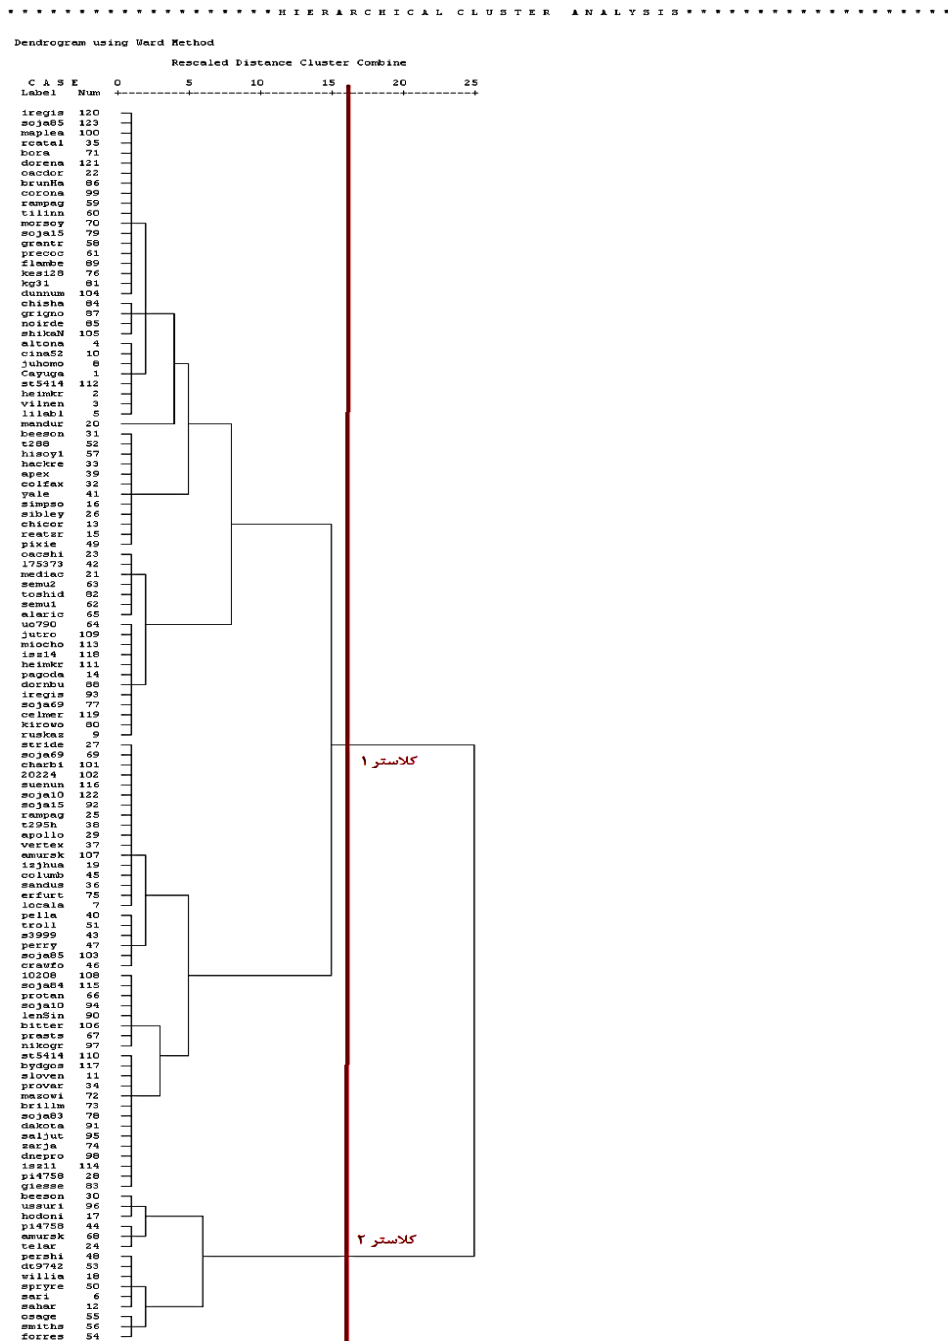 * * * * * * * * * * * * * * * * * * * H I E R A R C H I C A L   C L U S T E R   A N A L Y S I S * * * * * * * * * * * * * * * * * * *
Dendrogram using Ward Method
Rescaled Distance Cluster Combine
C A S E 0 5 10 15 20 25
Label Num
iregis 120
soja85 123
maplea 100
rcatal 35
bora 71
dorena 121
oacdor 22
brunHa 86
corona 99
rampag 59
tilinn 60
morsoy 70
soja15 79
grantr 58
precoc 61
flambe 89
kesi28 76
kg31 81
dunnum 104
chisha 84
grigno 87
noirde 85
shikaN 105
altona 4
cina52 10
juhomo 8
Cayuga 1
st5414 112
heimkr 2
vilnen 3
lilabl 5
mandur 20
beeson 31
t288 52
hisoy1 57
hackre 33
apex 39
colfax 32
yale 41
simpso 16
sibley 26
chicor 13
reatzr 15
pixie 49
oacshi 23
175373 42
mediac 21
semu2 63
toshid 82
semu1 62
alaric 65
uo790 64
jutro 109
miocho 113
isz14 118
heimkr 111
pagoda 14
dornbu 88
iregis 93
soja69 77
celmer 119
kirowo 80
ruskaz 9
stride 27
soja69 69
charbi 101
20224 102
suenun 116
soja10 122
soja15 92
rampag 25
t295h 38
apollo 29
vertex 37
amursk 107
izjhua 19
columb 45
sandus 36
erfurt 75
locala 7
pella 40
troll 51
s3999 43
perry 47
soja85 103
crawfo 46
10208 108
soja84 115
protan 66
soja10 94
lenSin 90
bitter 106
prasts 67
nikogr 97
st5414 110
bydgos 117
sloven 11
provar 34
mazowi 72
brillm 73
soja83 78
dakota 91
saljut 95
zarja 74
dnepro 98
isz11 114
pi4758 28
giesse 83
beeson 30
ussuri 96
hodoni 17
pi4758 44
amursk 68
telar 24
pershi 48
dt9742 53
willia 18
spryre 50
sari 6
sahar 12
osage 55
smiths 56
forres 54
کلاستر ۱
کلاستر ۲